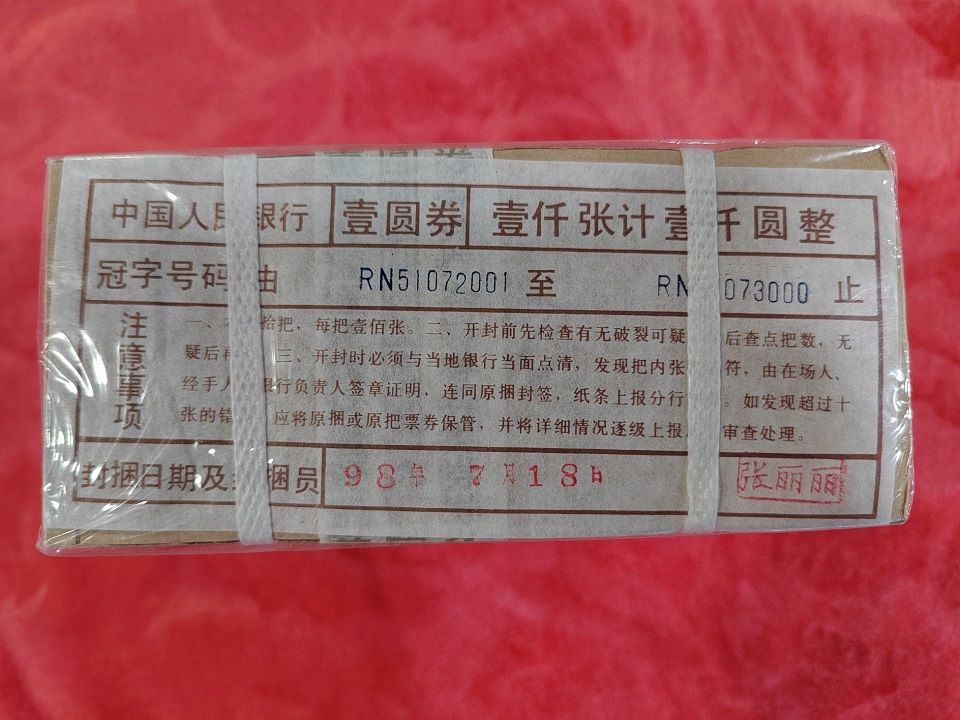 中国人民银行 壹圆券 壹仟张计壹仟圆整
冠字号码由 RN51072001 至 RN 073000 止
注意事项
一、 拾把，每把壹佰张。二、开封前先检查有无破裂可疑 后查点把数，无
疑后再 三、开封时必须与当地银行当面点清，发现把内张 符，由在场人、
经手人 银行负责人签章证明，连同原捆封签，纸条上报分行 。如发现超过十
张的错 应将原捆或原把票券保管，并将详细情况逐级上报 审查处理。
封捆日期及 捆员 98年 7月18日 张丽丽